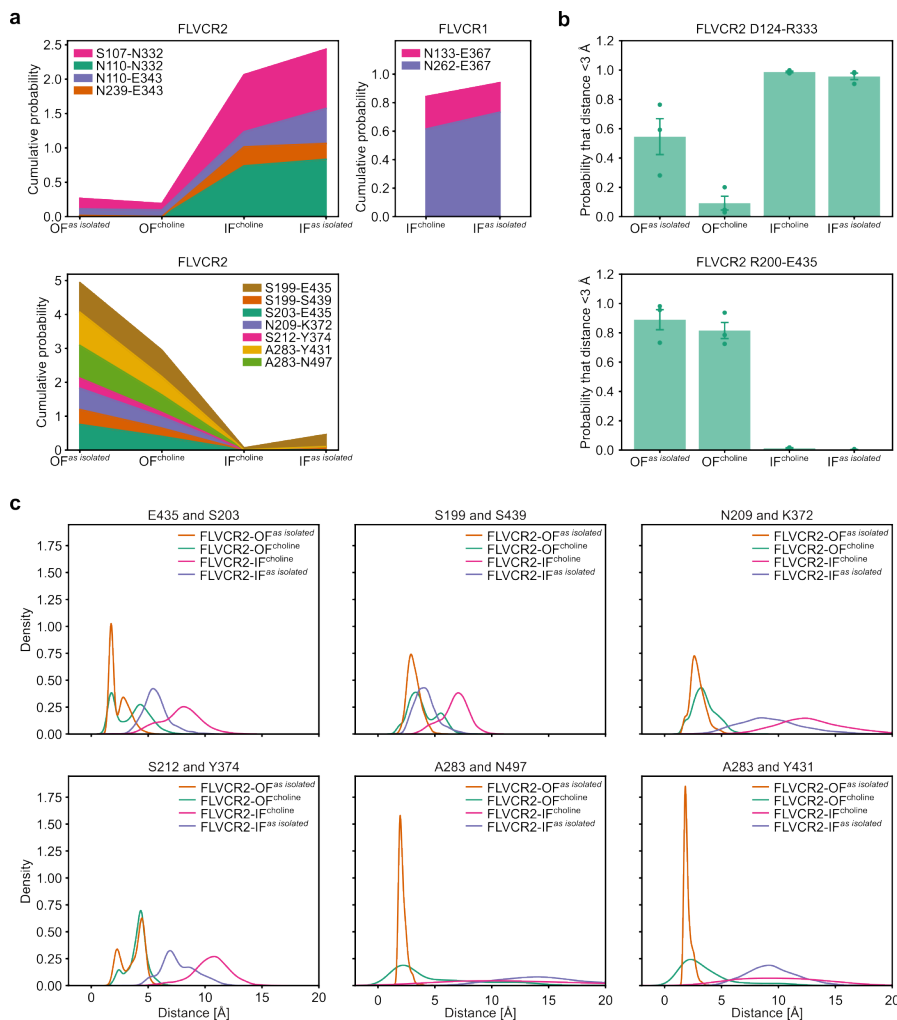 a
FLVCR2
Cumulative probability
2.5
2.0
1.5
1.0
0.5
0.0
S107-N332
N110-N332
N110-E343
N239-E343
OFas isolated
OFcholine
IFcholine
IFas isolated
FLVCR1
Cumulative probability
1.0
0.8
0.6
0.4
0.2
0.0
N133-E367
N262-E367
IFcholine
IFas isolated
b
FLVCR2 D124-R333
Probability that distance <3 Å
1.2
1.0
0.8
0.6
0.4
0.2
0.0
OFas isolated
OFcholine
IFcholine
IFas isolated
FLVCR2
Cumulative probability
5
4
3
2
1
0
S199-E435
S199-S439
S203-E435
N209-K372
S212-Y374
A283-Y431
A283-N497
OFas isolated
OFcholine
IFcholine
IFas isolated
FLVCR2 R200-E435
Probability that distance <3 Å
1.2
1.0
0.8
0.6
0.4
0.2
0.0
OFas isolated
OFcholine
IFcholine
IFas isolated
c
E435 and S203
Density
1.75
1.50
1.25
1.00
0.75
0.50
0.25
0.00
FLVCR2-OFas isolated
FLVCR2-OFcholine
FLVCR2-IFcholine
FLVCR2-IFas isolated
S199 and S439
FLVCR2-OFas isolated
FLVCR2-OFcholine
FLVCR2-IFcholine
FLVCR2-IFas isolated
N209 and K372
FLVCR2-OFas isolated
FLVCR2-OFcholine
FLVCR2-IFcholine
FLVCR2-IFas isolated
S212 and Y374
Density
1.75
1.50
1.25
1.00
0.75
0.50
0.25
0.00
FLVCR2-OFas isolated
FLVCR2-OFcholine
FLVCR2-IFcholine
FLVCR2-IFas isolated
0 5 10 15 20
Distance [Å]
A283 and N497
FLVCR2-OFas isolated
FLVCR2-OFcholine
FLVCR2-IFcholine
FLVCR2-IFas isolated
0 5 10 15 20
Distance [Å]
A283 and Y431
FLVCR2-OFas isolated
FLVCR2-OFcholine
FLVCR2-IFcholine
FLVCR2-IFas isolated
0 5 10 15 20
Distance [Å]